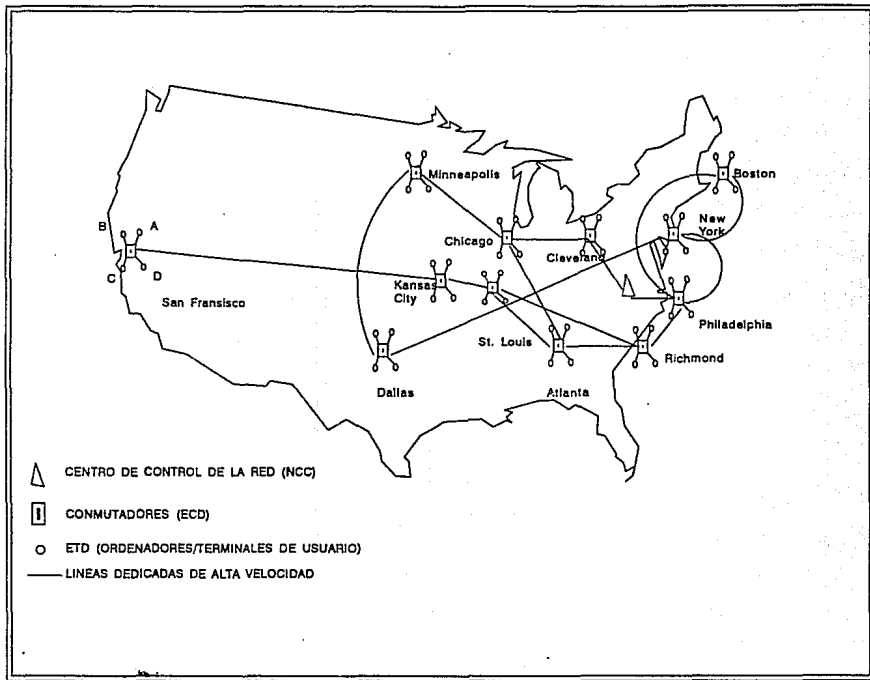 Minneapolis
Boston
B A
New
York
Chicago
Cleveland
C D
Kansas
City
San Fransisco
Philadelphia
St. Louis
Richmond
Dallas
Atlanta
CENTRO DE CONTROL DE LA RED (NCC)
CONMUTADORES (ECD)
ETD (ORDENADORES/TERMINALES DE USUARIO)
LINEAS DEDICADAS DE ALTA VELOCIDAD